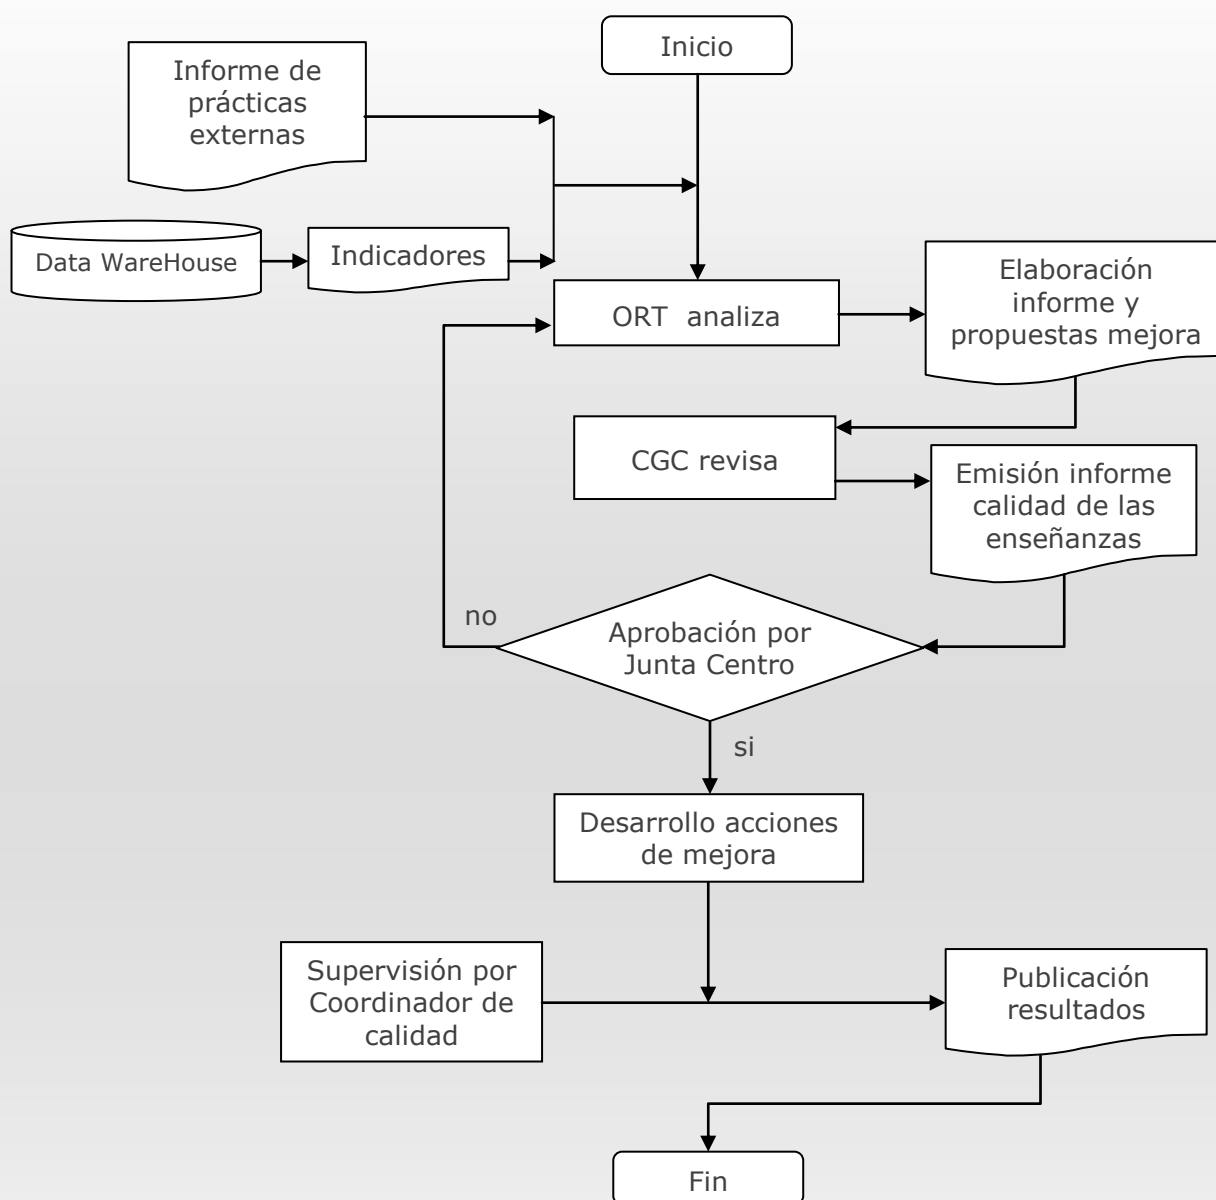 Inicio
Informe de
prácticas
externas
Data WareHouse
Indicadores
ORT analiza
Elaboración
informe y
propuestas mejora
CGC revisa
Emisión informe
calidad de las
enseñanzas
no
Aprobación por
Junta Centro
si
Desarrollo acciones
de mejora
Supervisión por
Coordinador de
calidad
Publicación
resultados
Fin